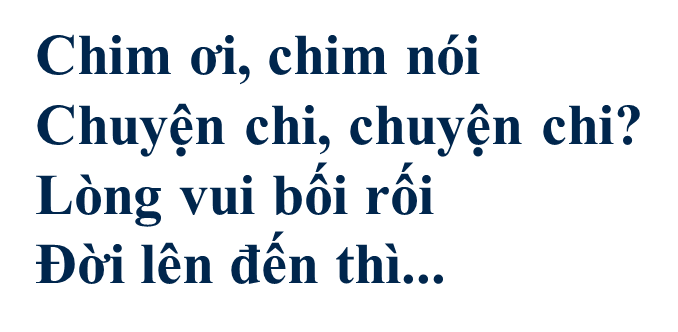 Chim ơi, chim nói
Chuyện chi, chuyện chi?
Lòng vui bối rối
Đời lên đến thì...